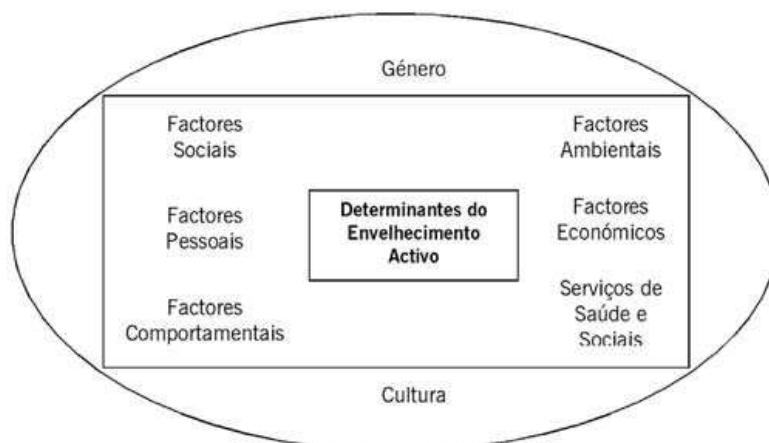 Género
Factores
Sociais
Factores
Ambientais
Factores
Pessoais
Determinantes do
Envelhecimento
Activo
Factores
Económicos
Factores
Comportamentais
Serviços de
Saúde e
Sociais
Cultura